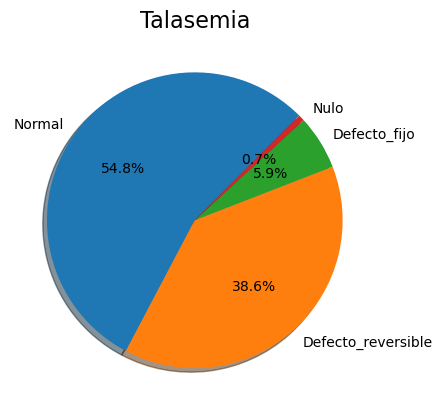 Talasemia
Nulo
Normal
Defecto_fijo
0.7%
54.8%
5.9%
38.6%
Defecto_reversible